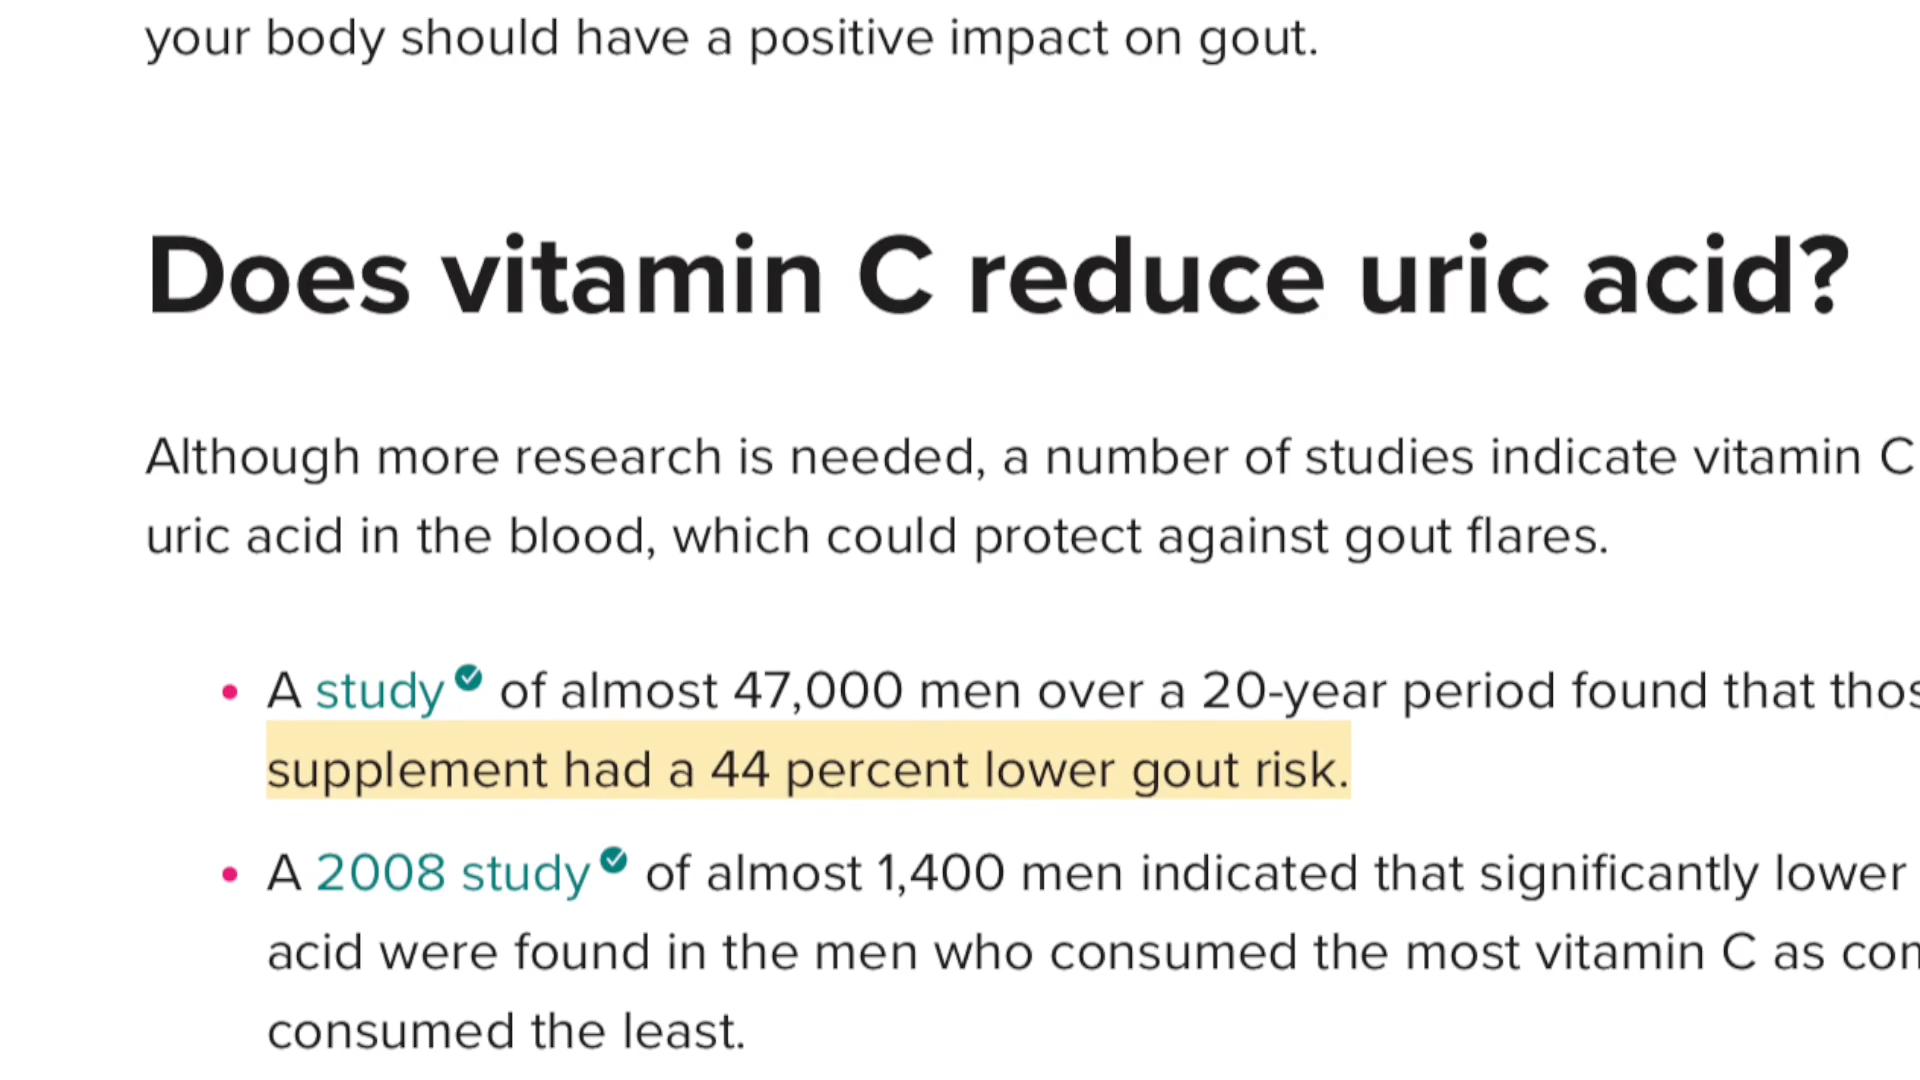 your body should have a positive impact on gout.
Does vitamin C reduce uric acid?
Although more research is needed, a number of studies indicate vitamin C
uric acid in the blood, which could protect against gout flares.
• A study of almost 47,000 men over a 20-year period found that
supplement had a 44 percent lower gout risk.
• A 2008 study of almost 1,400 men indicated that significantly lower
acid were found in the men who consumed the most vitamin C as
consumed the least.